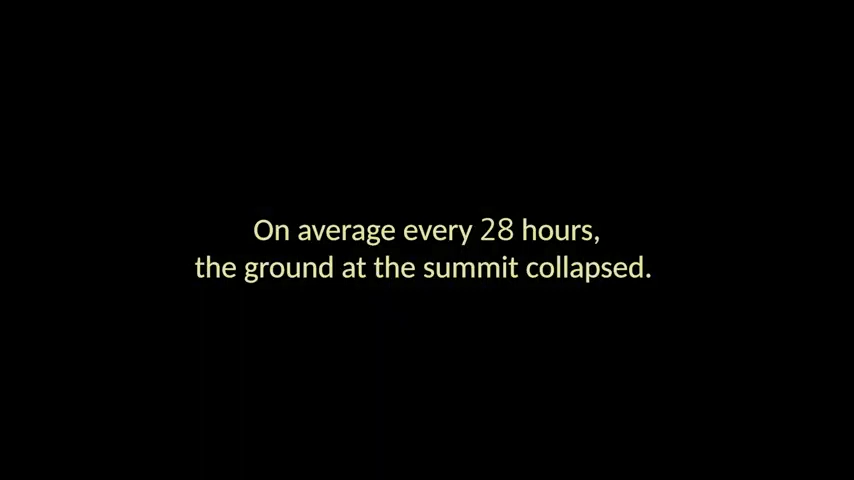 On average every 28 hours,
the ground at the summit collapsed.